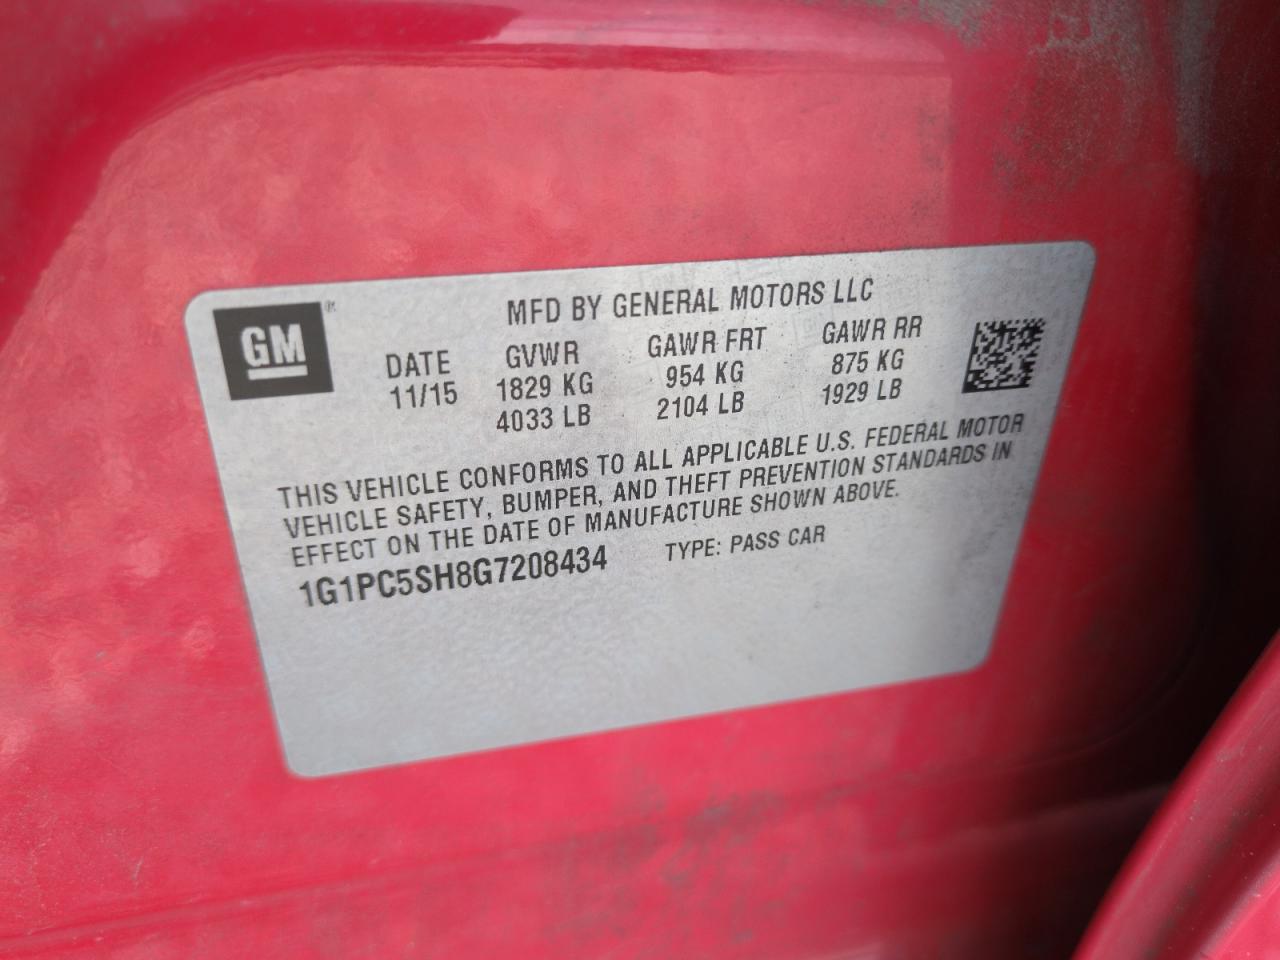 GM
MFD BY GENERAL MOTORS LLC
DATE GVWR GAWR FRT GAWR RR
11/15 1829 KG 954 KG 875 KG
4033 LB 2104 LB 1929 LB
THIS VEHICLE CONFORMS TO ALL APPLICABLE U.S. FEDERAL MOTOR
VEHICLE SAFETY, BUMPER, AND THEFT PREVENTION STANDARDS IN
EFFECT ON THE DATE OF MANUFACTURE SHOWN ABOVE.
1G1PC5SH8G7208434 TYPE: PASS CAR